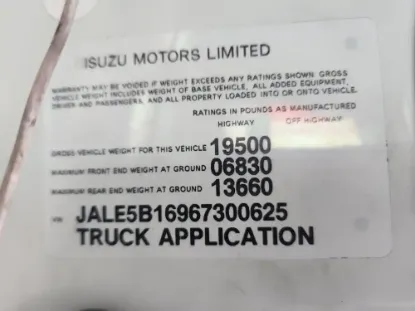 ISUZU MOTORS LIMITED
WARRANTY MAY BE VOIDED IF WEIGHT EXCEEDS ANY RATINGS SHOWN. GROSS
VEHICLE WEIGHT INCLUDES WEIGHT OF BASE VEHICLE, ALL ADDED EQUIPMENT,
DRIVER AND PASSENGERS, AND ALL PROPERTY LOADED INTO OR ONTO VEHICLE.
RATINGS IN POUNDS AS MANUFACTURED
HIGHWAY OFF HIGHWAY
GROSS VEHICLE WEIGHT FOR THIS VEHICLE 19500
MAXIMUM FRONT END WEIGHT AT GROUND 06830
MAXIMUM REAR END WEIGHT AT GROUND 13660
JALE5B16967300625
TRUCK APPLICATION